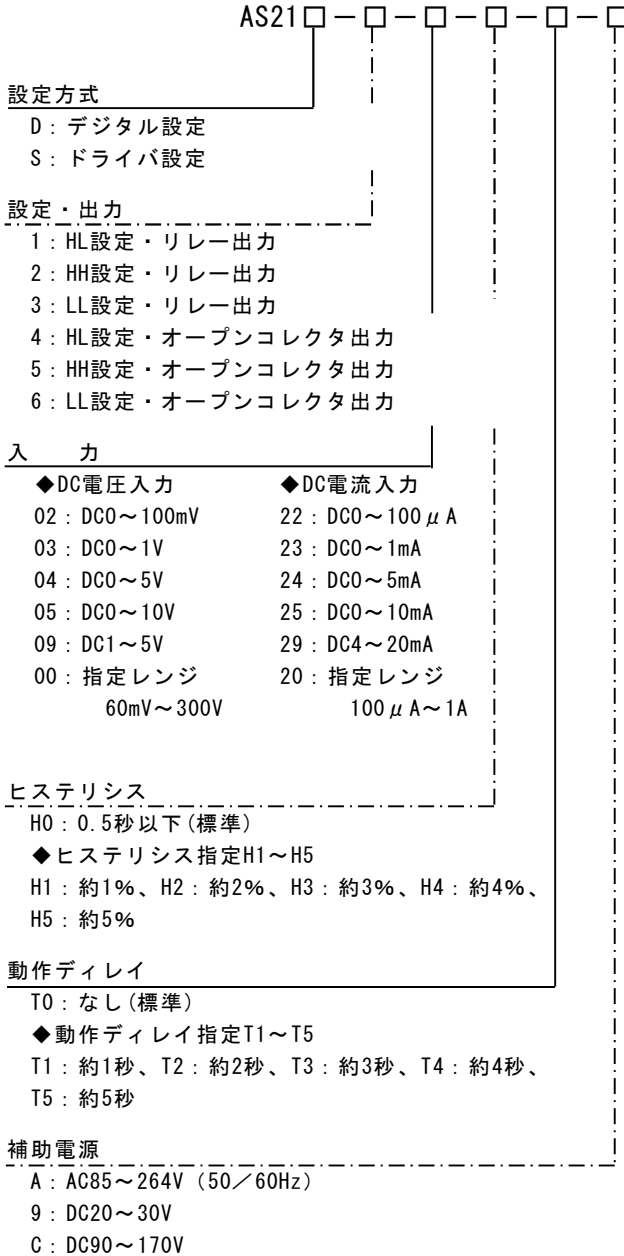 AS21□-□-□-□-□-□
設定方式
D：デジタル設定
S：ドライバ設定
設定・出力
1：HL設定・リレー出力
2：HH設定・リレー出力
3：LL設定・リレー出力
4：HL設定・オープンコレクタ出力
5：HH設定・オープンコレクタ出力
6：LL設定・オープンコレクタ出力
入　　力
◆DC電圧入力　◆DC電流入力
02：DC0～100mV　22：DC0～100μA
03：DC0～1V　23：DC0～1mA
04：DC0～5V　24：DC0～5mA
05：DC0～10V　25：DC0～10mA
09：DC1～5V　29：DC4～20mA
00：指定レンジ　20：指定レンジ
60mV～300V　100μA～1A
ヒステリシス
H0：0.5秒以下(標準)
◆ヒステリシス指定H1～H5
H1：約1%、H2：約2%、H3：約3%、H4：約4%、
H5：約5%
動作ディレイ
T0：なし(標準)
◆動作ディレイ指定T1～T5
T1：約1秒、T2：約2秒、T3：約3秒、T4：約4秒、
T5：約5秒
補助電源
A：AC85～264V（50／60Hz）
9：DC20～30V
C：DC90～170V